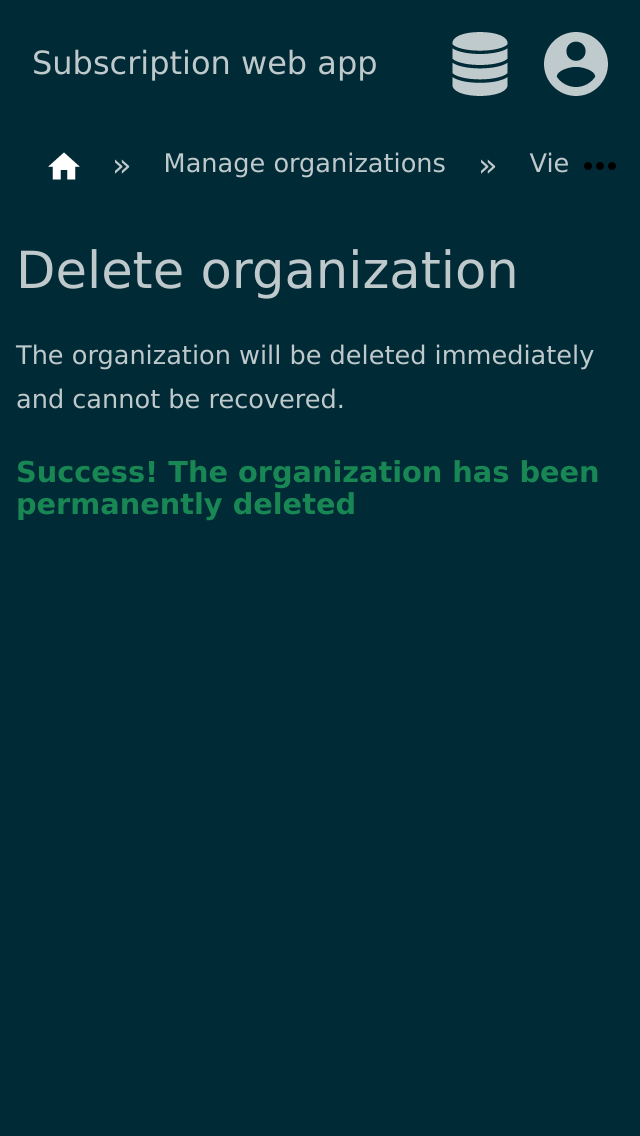 Subscription web app
» Manage organizations » Vie
Delete organization
The organization will be deleted immediately
and cannot be recovered.
Success! The organization has been
permanently deleted